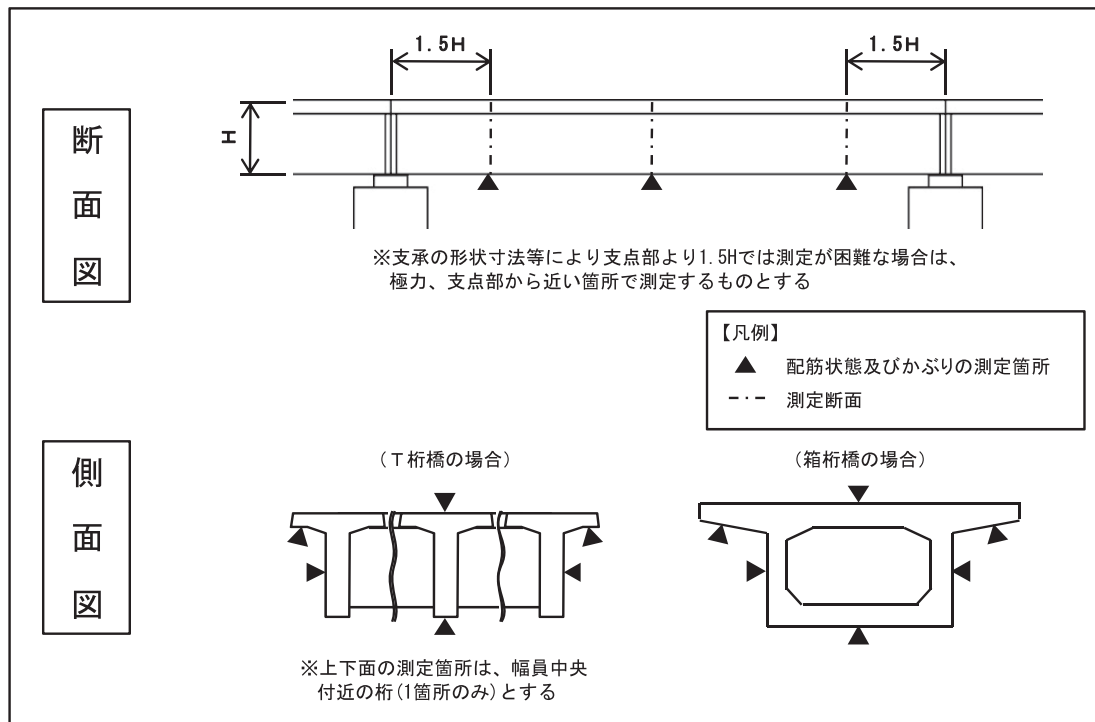 断面図
1.5H
1.5H
H
※支承の形状寸法等により支点部より1.5Hでは測定が困難な場合は、
極力、支点部から近い箇所で測定するものとする
【凡例】
配筋状態及びかぶりの測定箇所
測定断面
側面図
(T桁橋の場合)
(箱桁橋の場合)
※上下面の測定箇所は、幅員中央
付近の桁(1箇所のみ)とする